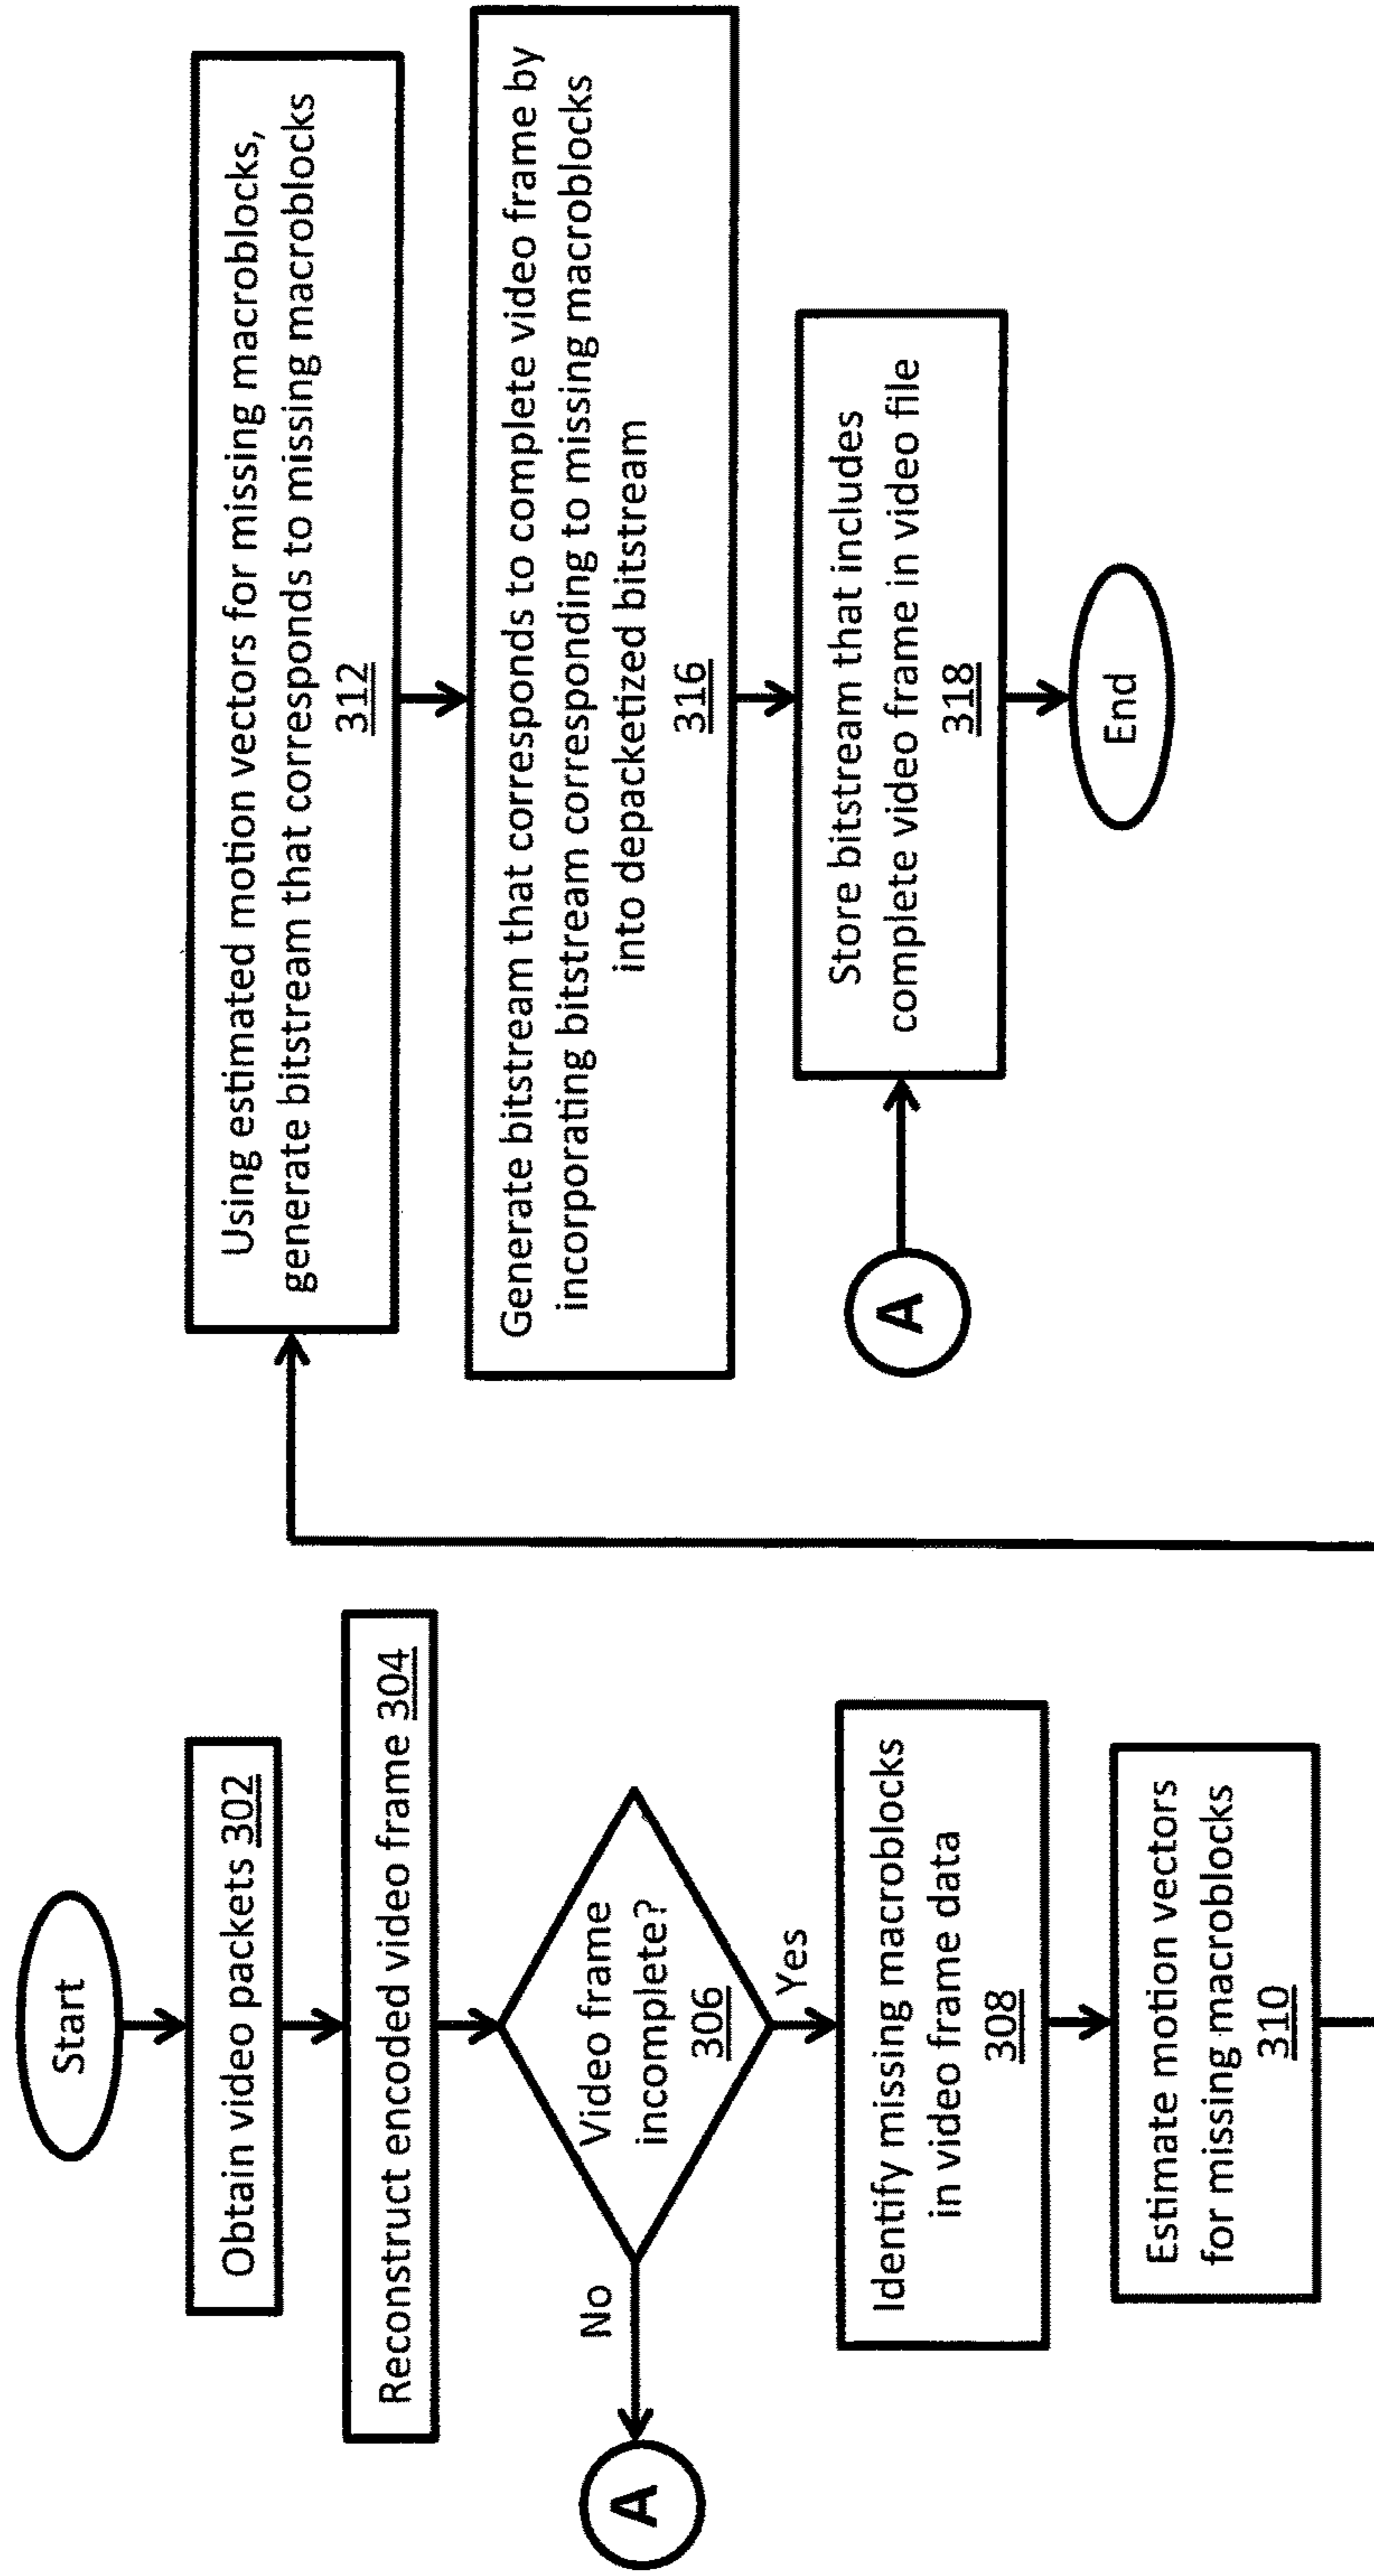 Start
Obtain video packets 302
Reconstruct encoded video frame 304
Video frame
incomplete?
306
No
A
Yes
Identify missing macroblocks
in video frame data
308
Estimate motion vectors
for missing macroblocks
310
Using estimated motion vectors for missing macroblocks,
generate bitstream that corresponds to missing macroblocks
312
Generate bitstream that corresponds to complete video frame by
incorporating bitstream corresponding to missing macroblocks
into depacketized bitstream
316
A
Store bitstream that includes
complete video frame in video file
318
End